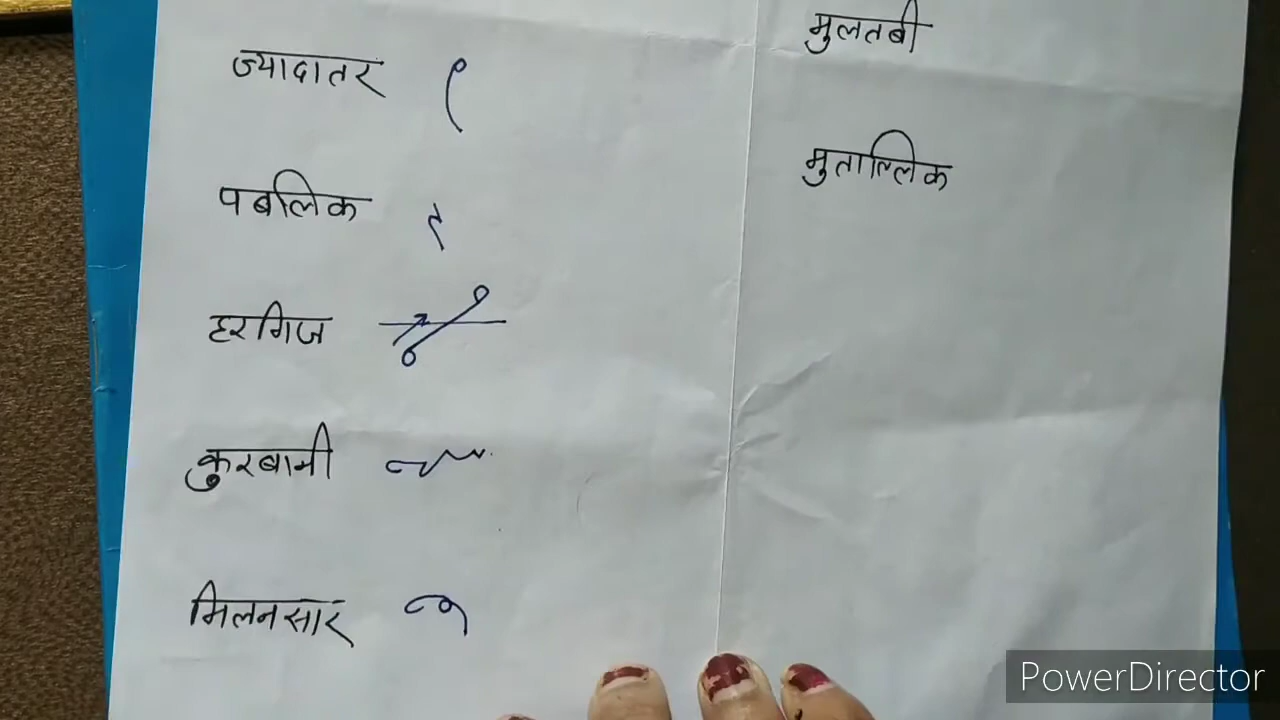 ज्यादातर
पबलिक
हरगिज
कुरबानी
मिलनसार
मुलतबी
मुताल्लिक
PowerDirector